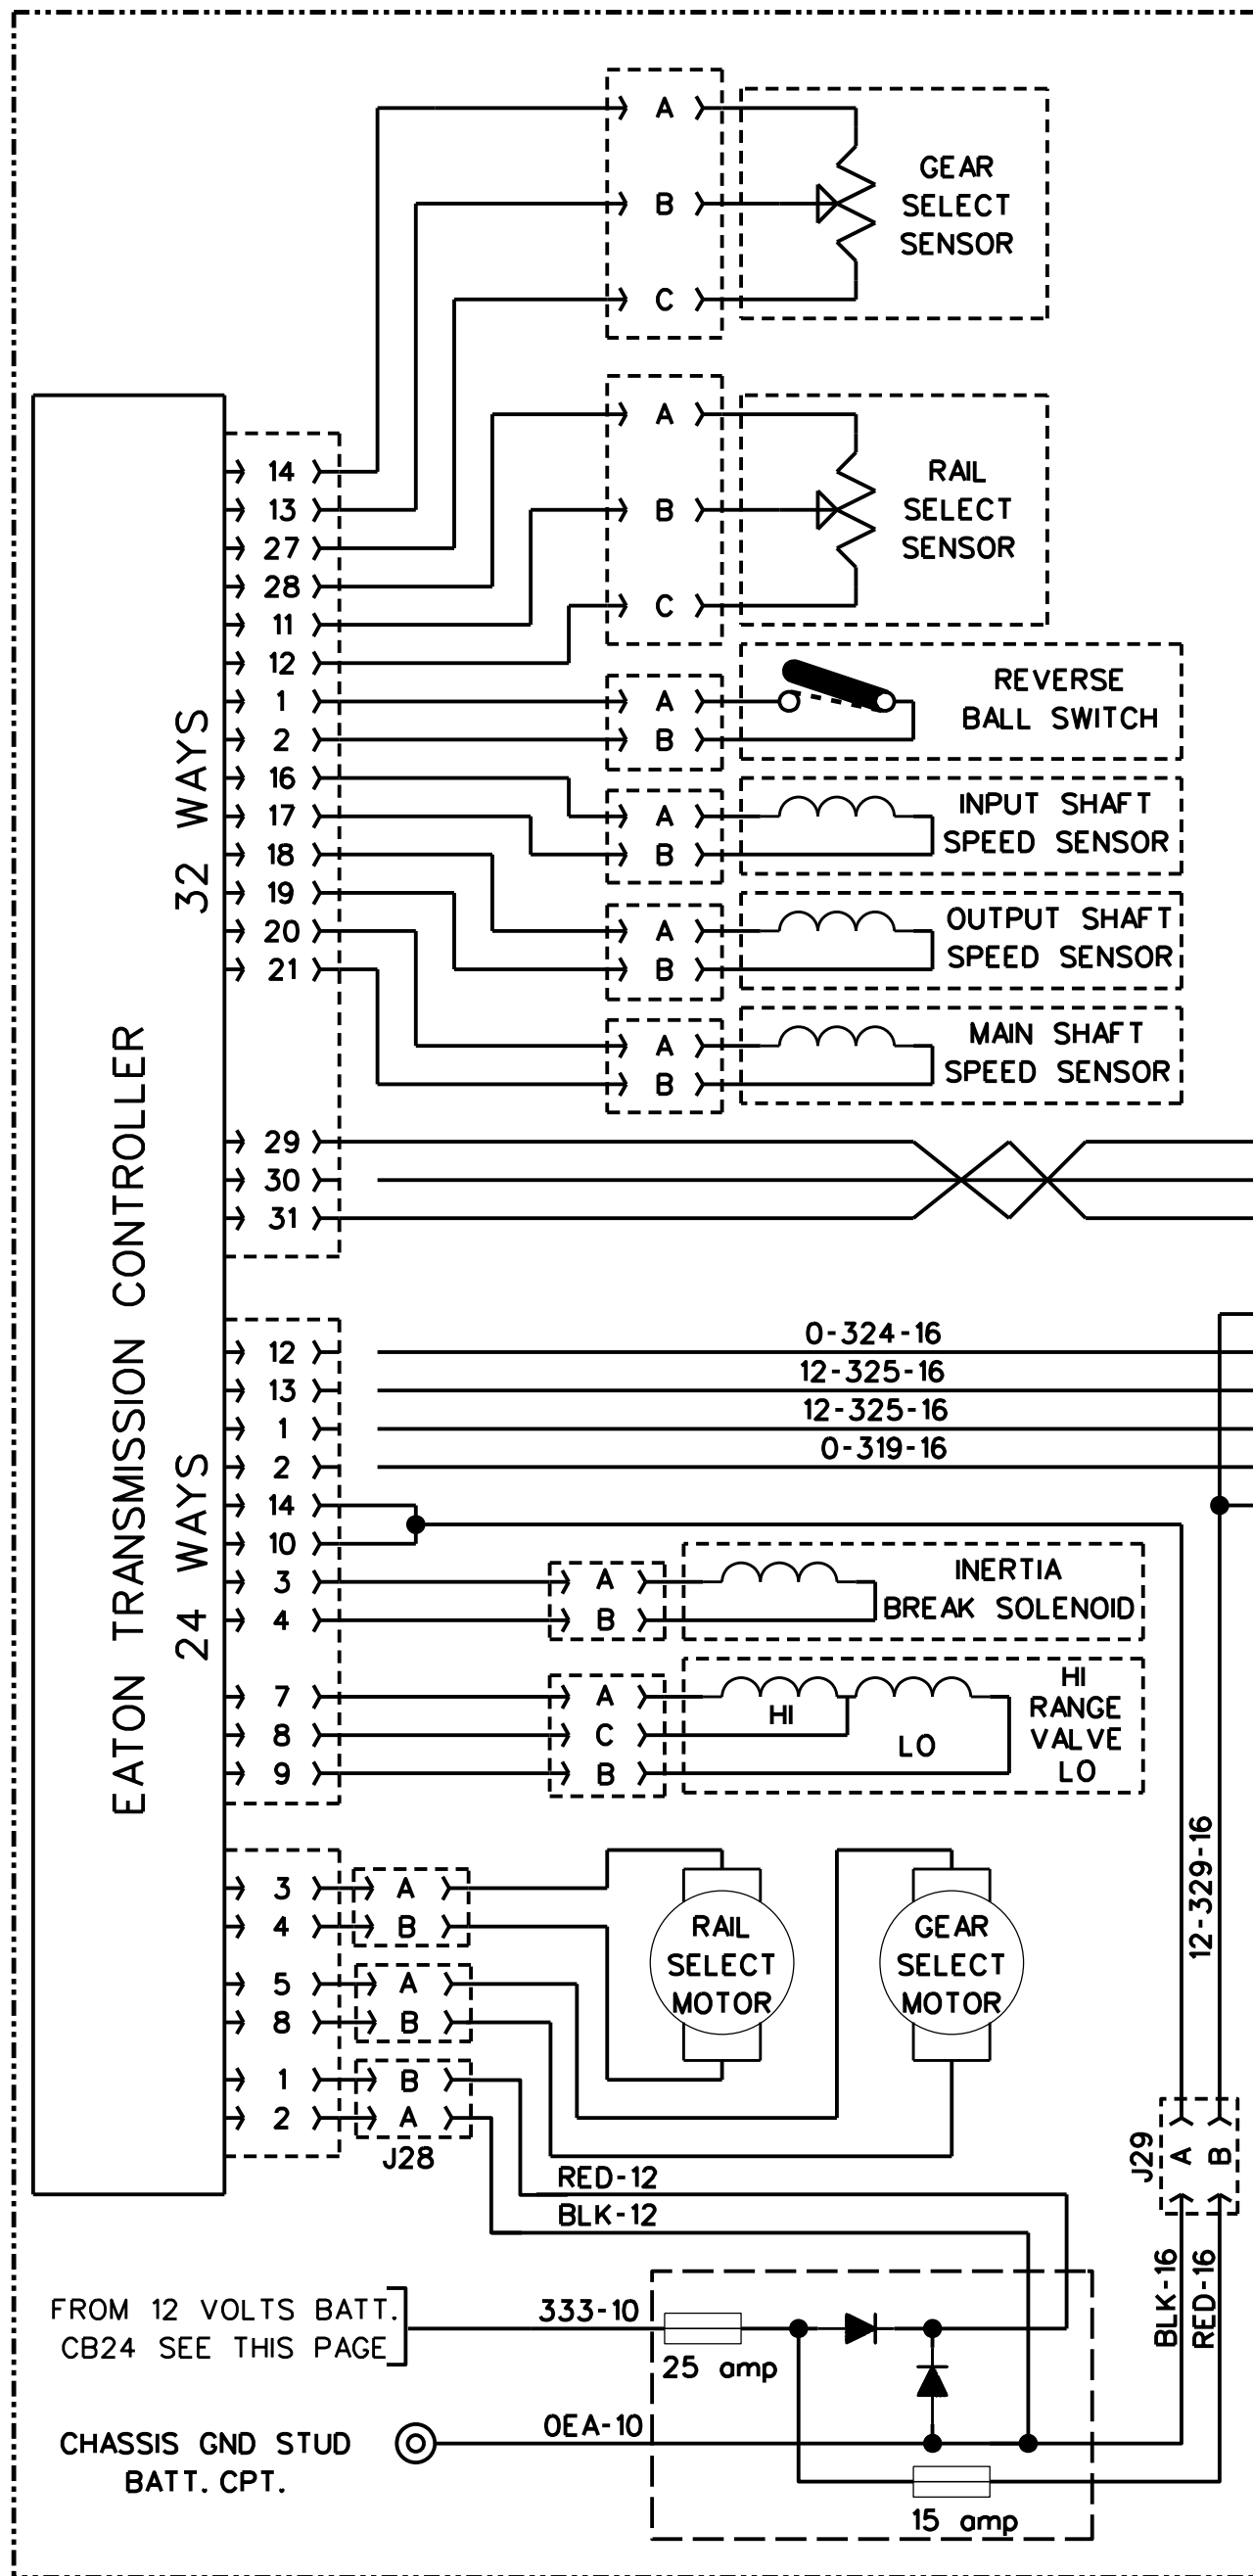 A
B
C
GEAR
SELECT
SENSOR
A
B
C
RAIL
SELECT
SENSOR
14
13
27
28
11
12
1
2
16
17
18
19
20
21
29
30
31
32 WAYS
A
B
REVERSE
BALL SWITCH
A
B
INPUT SHAFT
SPEED SENSOR
A
B
OUTPUT SHAFT
SPEED SENSOR
A
B
MAIN SHAFT
SPEED SENSOR
EATON TRANSMISSION CONTROLLER
24 WAYS
12
13
1
2
14
10
3
4
7
8
9
0-324-16
12-325-16
12-325-16
0-319-16
A
B
INERTIA
BREAK SOLENOID
A
C
B
HI
LO
HI
RANGE
VALVE
LO
3
4
5
8
1
2
A
B
A
B
B
A
J28
RAIL
SELECT
MOTOR
GEAR
SELECT
MOTOR
12-329-16
J29
A
B
RED-12
BLK-12
BLK-16
RED-16
FROM 12 VOLTS BATT.
CB24 SEE THIS PAGE
333-10
25 amp
CHASSIS GND STUD
BATT. CPT.
0EA-10
15 amp